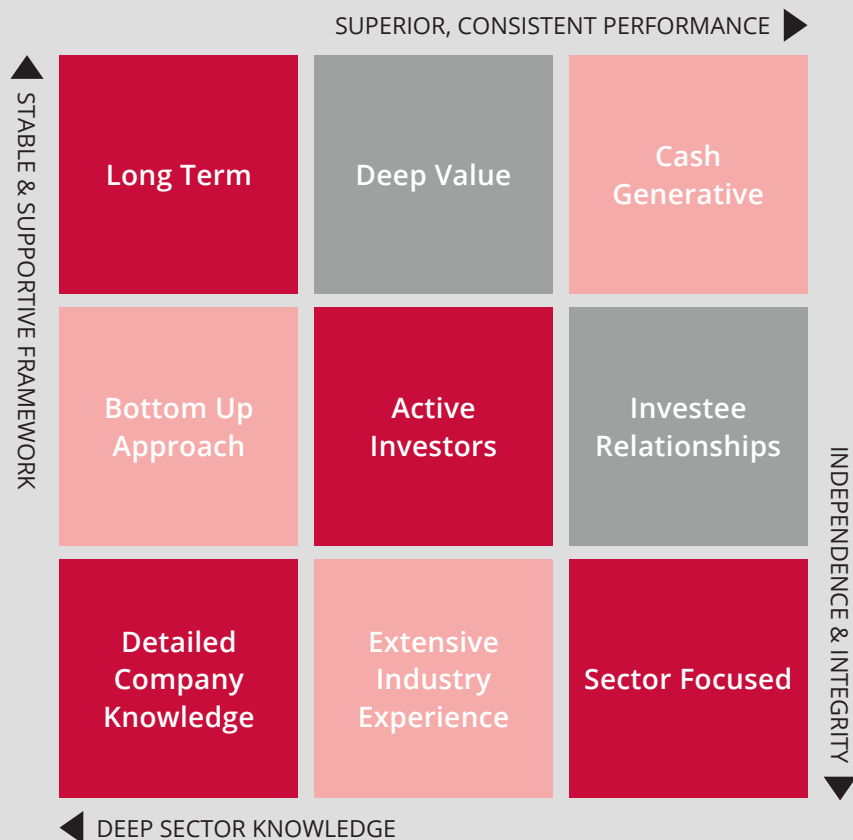 SUPERIOR, CONSISTENT PERFORMANCE
STABLE & SUPPORTIVE FRAMEWORK
Long Term
Deep Value
Cash
Generative
Bottom Up
Approach
Active
Investors
Investee
Relationships
INDEPENDENCE & INTEGRITY
Detailed
Company
Knowledge
Extensive
Industry
Experience
Sector Focused
DEEP SECTOR KNOWLEDGE